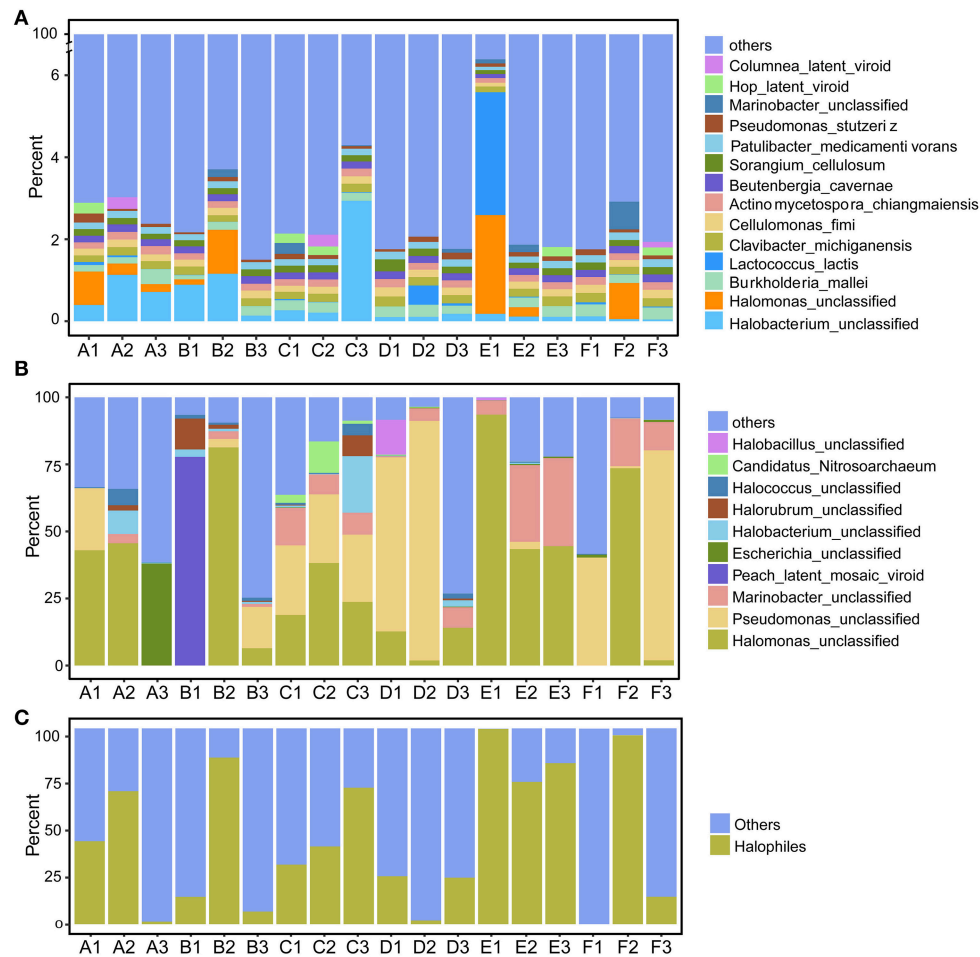 A
Percent
100
6
4
2
0
A1 A2 A3 B1 B2 B3 C1 C2 C3 D1 D2 D3 E1 E2 E3 F1 F2 F3
others
Columnea_latent_viroid
Hop_latent_viroid
Marinobacter_unclassified
Pseudomonas_stutzeri z
Patulibacter_medicamenti vorans
Sorangium_cellulosum
Beutenbergia_cavernae
Actino mycetospora_chiangmaiensis
Cellulomonas_fimi
Clavibacter_michiganensis
Lactococcus_lactis
Burkholderia_mallei
Halomonas_unclassified
Halobacterium_unclassified
B
Percent
100
75
50
25
0
A1 A2 A3 B1 B2 B3 C1 C2 C3 D1 D2 D3 E1 E2 E3 F1 F2 F3
others
Halobacillus_unclassified
Candidatus_Nitrosoarchaeum
Halococcus_unclassified
Halorubrum_unclassified
Halobacterium_unclassified
Escherichia_unclassified
Peach_latent_mosaic_viroid
Marinobacter_unclassified
Pseudomonas_unclassified
Halomonas_unclassified
C
Percent
100
75
50
25
0
A1 A2 A3 B1 B2 B3 C1 C2 C3 D1 D2 D3 E1 E2 E3 F1 F2 F3
Others
Halophiles